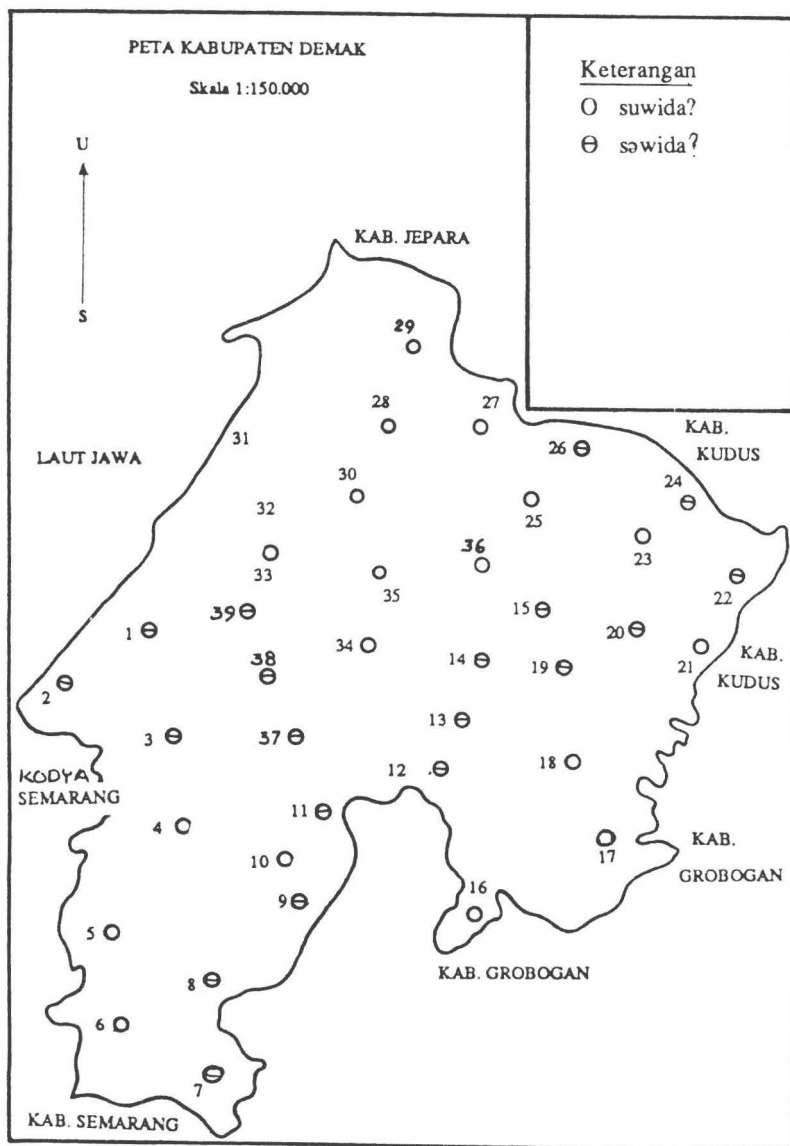 PETA KABUPATEN DEMAK
Skala 1:150.000
Keterangan
O suwida?
Ɵ səwida?
U
S
KAB. JEPARA
29
28
27
26
KAB.
KUDUS
31
LAUT JAWA
30
25
24
32
23
33
36
35
22
39
15
1
20
34
14
19
21
KAB.
KUDUS
38
2
13
3
37
12
18
KODYA
SEMARANG
11
4
10
17
KAB.
GROBOGAN
9
16
5
KAB. GROBOGAN
8
6
7
KAB. SEMARANG